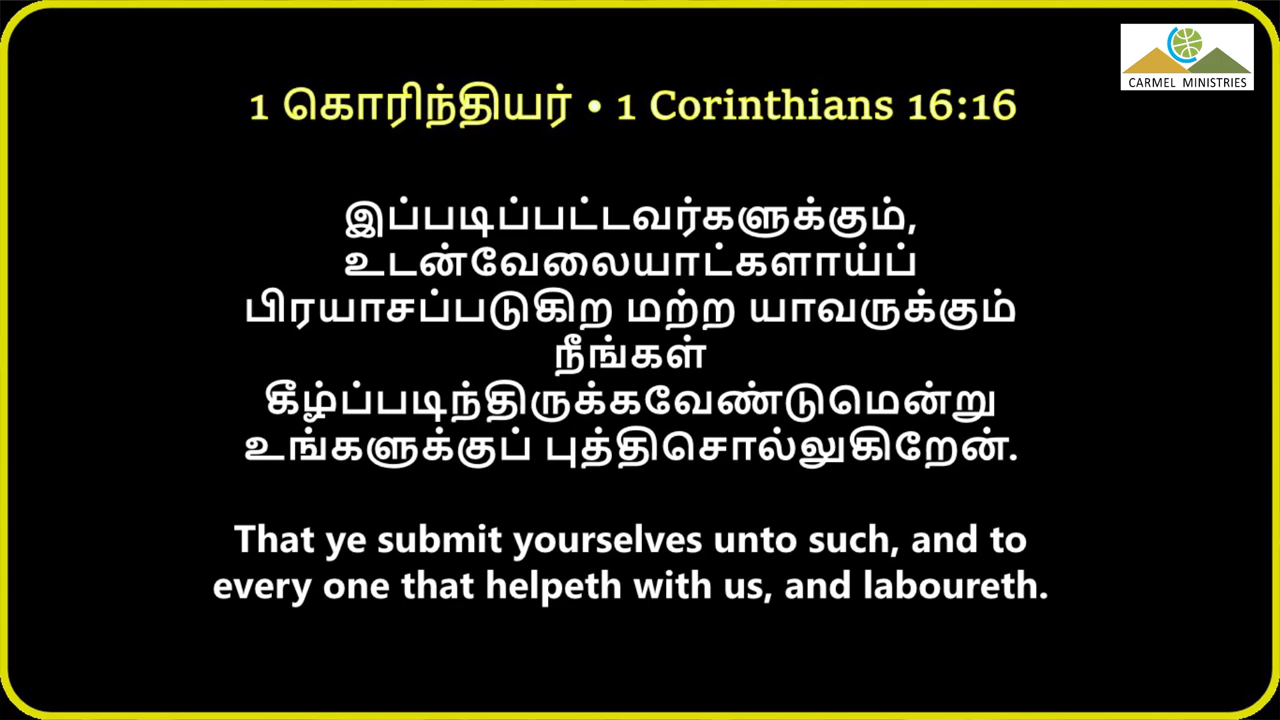 CARMEL MINISTRIES
1 கொரிந்தியர் • 1 Corinthians 16:16
இப்படிப்பட்டவர்களுக்கும்,
உடன்வேலையாட்களாய்ப்
பிரயாசப்படுகிற மற்ற யாவருக்கும்
நீங்கள்
கீழ்ப்படிந்திருக்கவேண்டுமென்று
உங்களுக்குப் புத்திசொல்லுகிறேன்.
That ye submit yourselves unto such, and to
every one that helpeth with us, and laboureth.